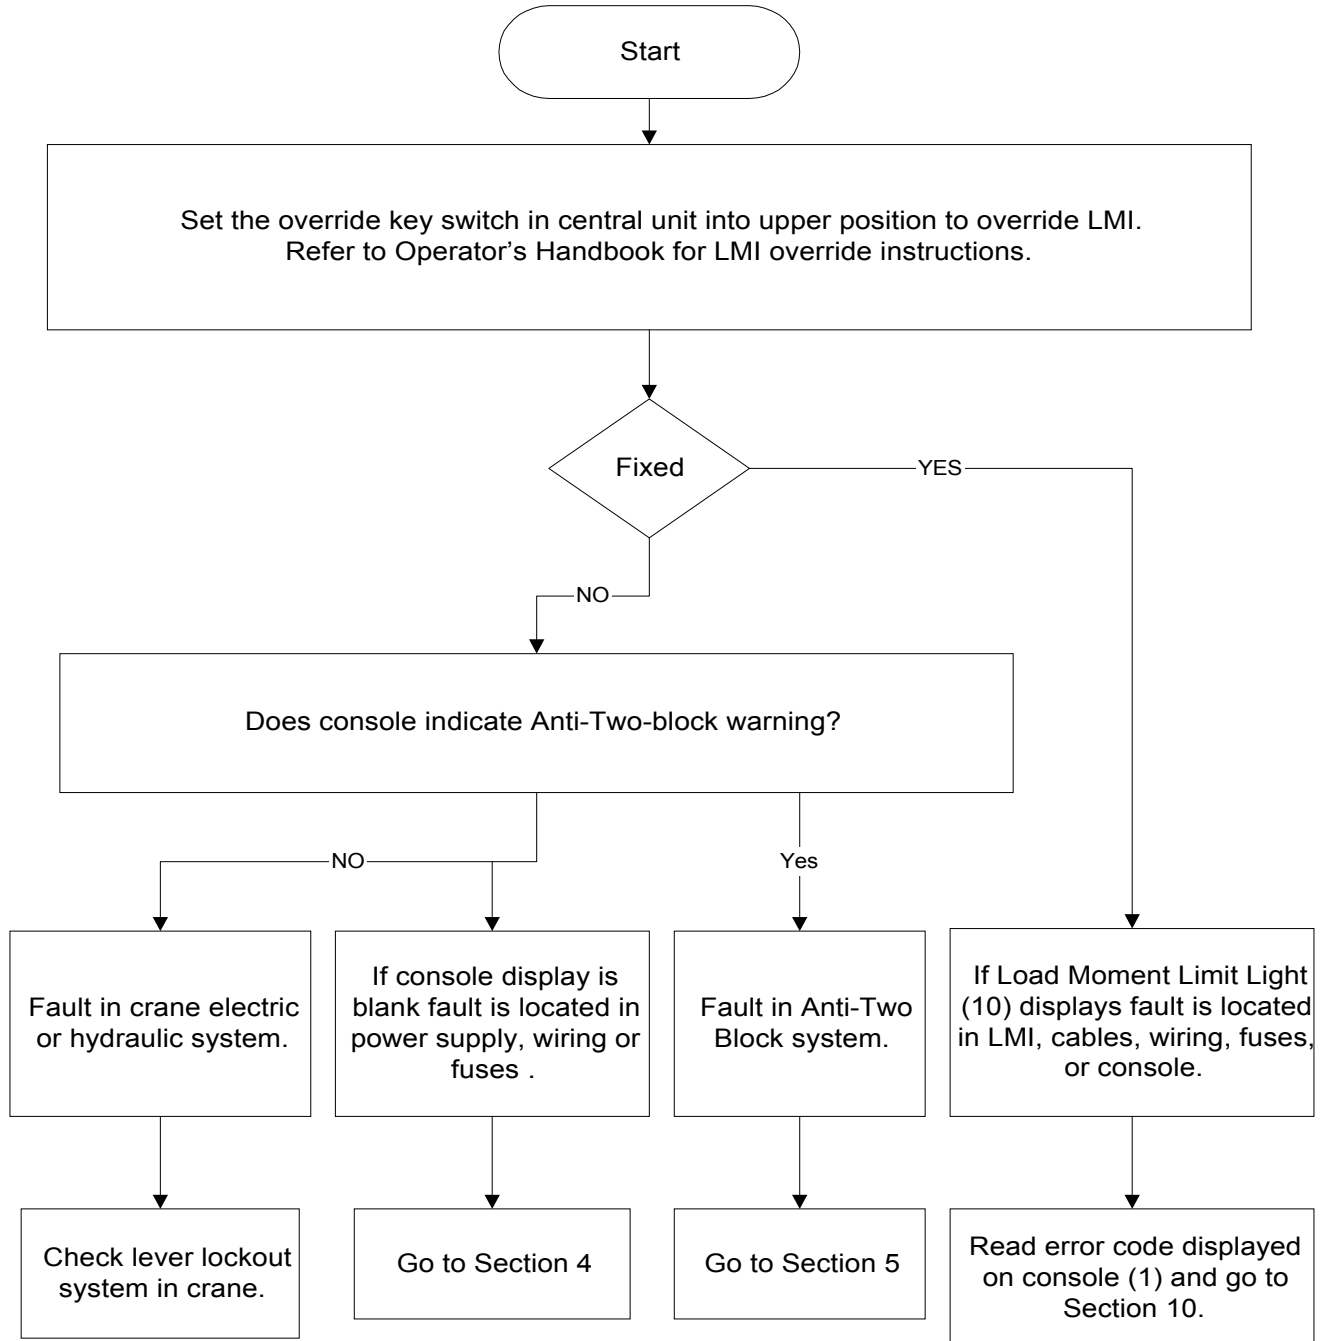 Start
Set the override key switch in central unit into upper position to override LMI.
Refer to Operator's Handbook for LMI override instructions.
Fixed
YES
NO
Does console indicate Anti-Two-block warning?
NO
Yes
Fault in crane electric
or hydraulic system.
If console display is
blank fault is located in
power supply, wiring or
fuses .
Fault in Anti-Two
Block system.
If Load Moment Limit Light
(10) displays fault is located
in LMI, cables, wiring, fuses,
or console.
Check lever lockout
system in crane.
Go to Section 4
Go to Section 5
Read error code displayed
on console (1) and go to
Section 10.